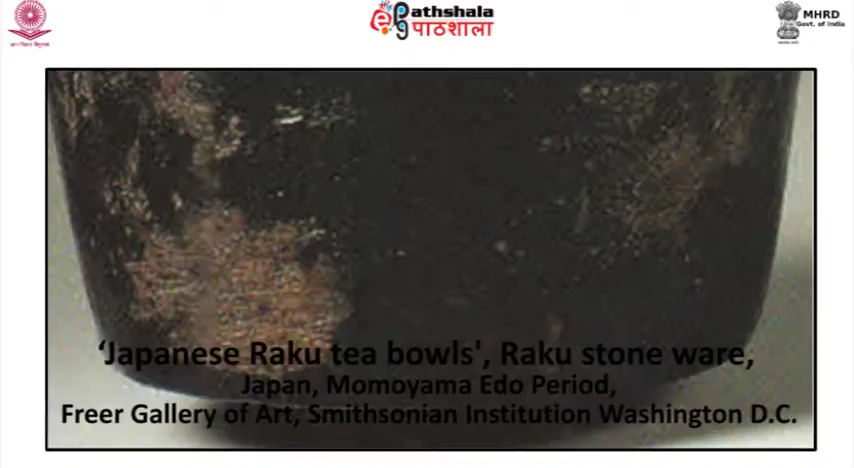 epathshala
पाठशाला
MHRD
Govt. of India
‘Japanese Raku tea bowls', Raku stone ware,
Japan, Momoyama Edo Period,
Freer Gallery of Art, Smithsonian Institution Washington D.C.